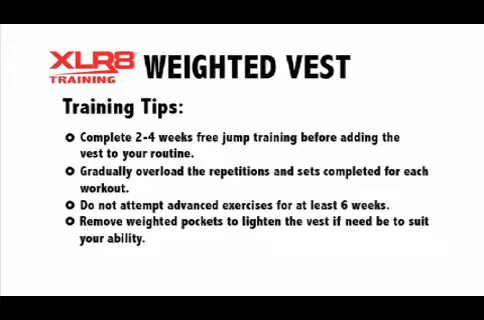 XLR8 WEIGHTED VEST
TRAINING
Training Tips:
Complete 2-4 weeks free jump training before adding the
vest to your routine.
Gradually overload the repetitions and sets completed for each
workout.
Do not attempt advanced exercises for at least 6 weeks.
Remove weighted pockets to lighten the vest if need be to suit
your ability.